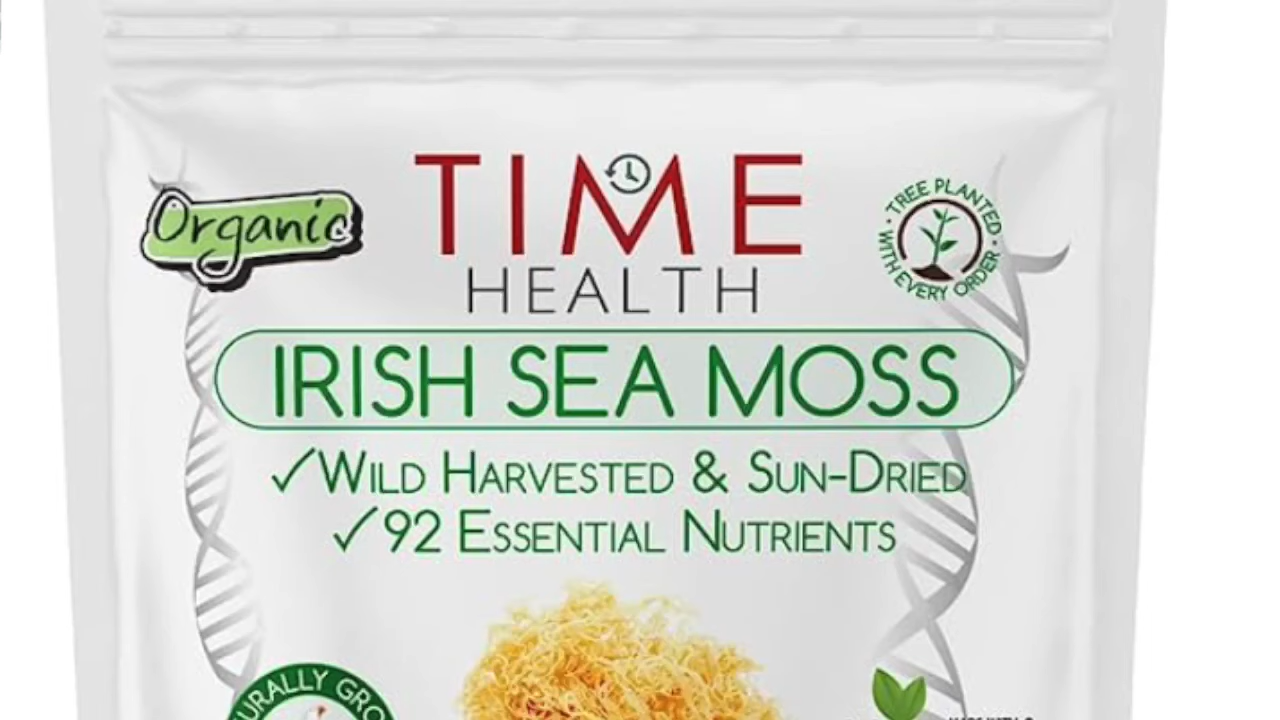 Organic
TIME
HEALTH
TREE PLANTED
WITH EVERY ORDER
IRISH SEA MOSS
✓WILD HARVESTED & SUN-DRIED
✓92 ESSENTIAL NUTRIENTS